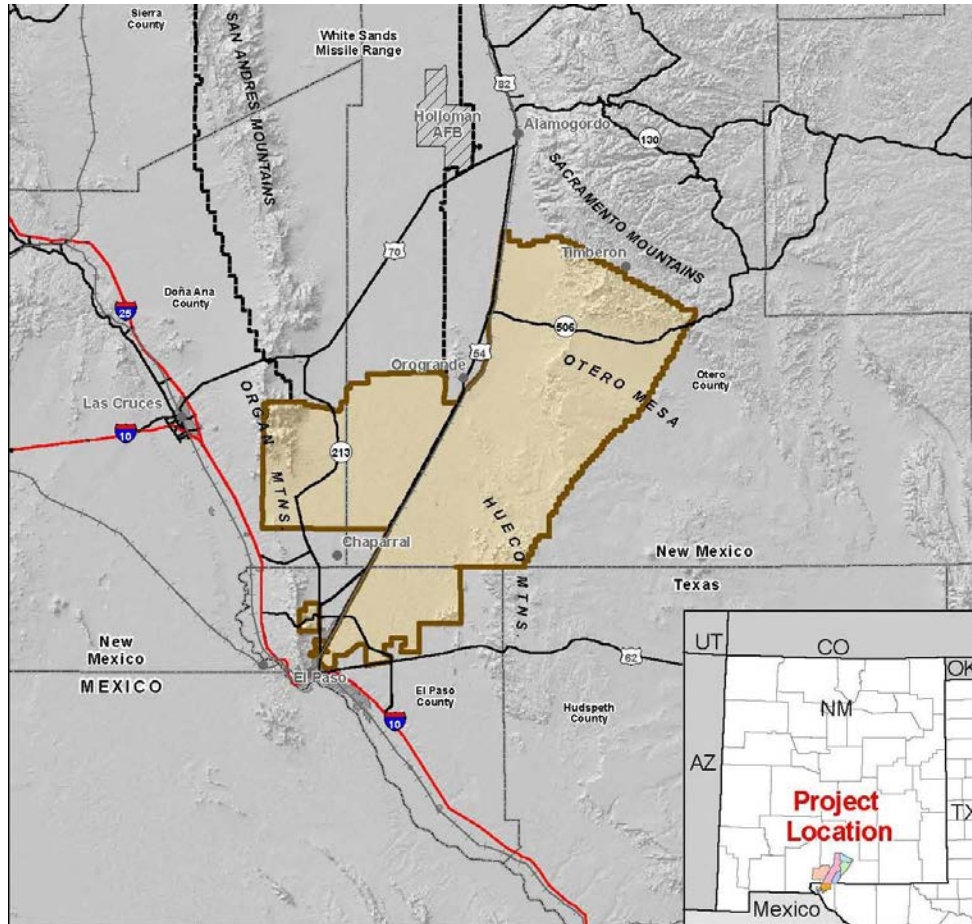 Sierra
County
SAN ANDRES MOUNTAINS
White Sands
Missile Range
82
Holloman
AFB
Alamogordo
130
SACRAMENTO MOUNTAINS
70
Timberon
Doña Ana
County
25
506
54
Orogrande
OTERO MESA
Otero
County
Las Cruces
ORGAN MTNS.
10
213
HUECO MTNS.
Chaparral
New Mexico
Texas
New
Mexico
MEXICO
62
El Paso
El Paso
County
Hudspeth
County
10
UT
CO
OK
NM
AZ
Project
Location
TX
Mexico